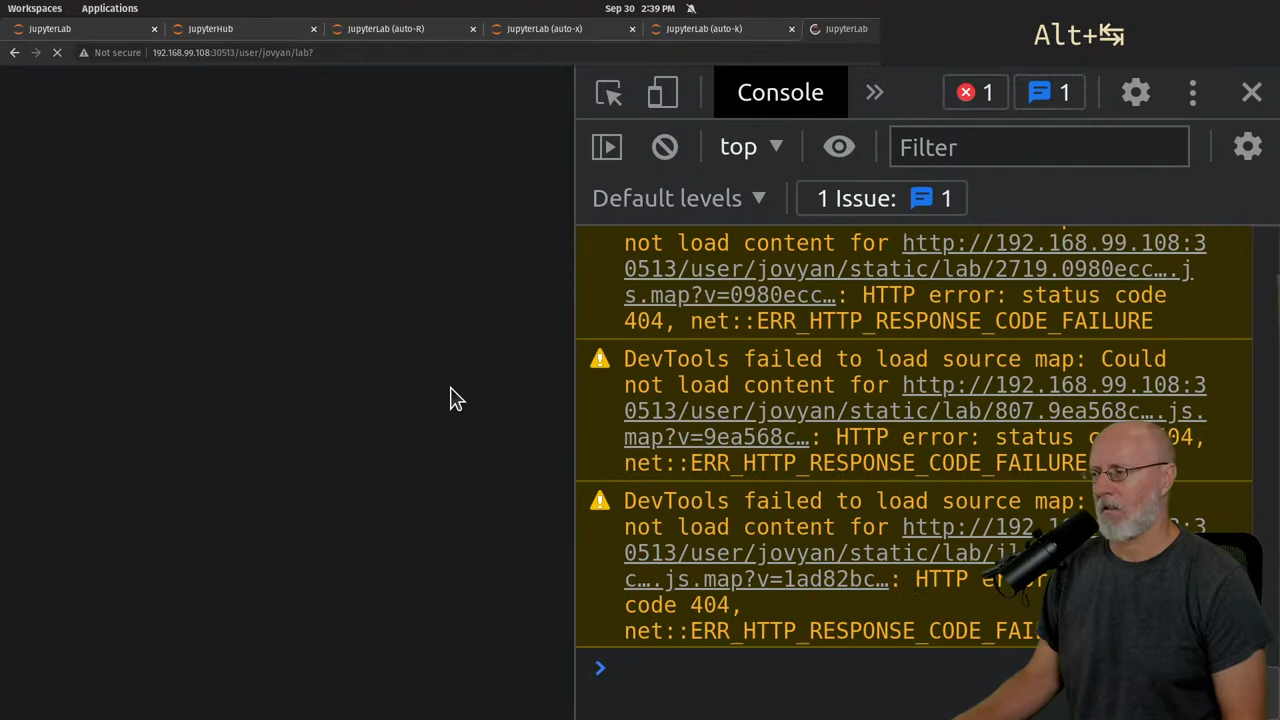 Workspaces Applications Sep 30 2:39 PM
JupyterLab JupyterHub JupyterLab (auto-R) JupyterLab (auto-x) JupyterLab (auto-k) JupyterLab
Alt+
Not secure 192.168.99.108:30513/user/jovyan/lab?
Console 1 1
top Filter
Default levels 1 Issue: 1
not load content for http://192.168.99.108:3
0513/user/jovyan/static/lab/2719.0980ecc….j
s.map?v=0980ecc…: HTTP error: status code
404, net::ERR_HTTP_RESPONSE_CODE_FAILURE
DevTools failed to load source map: Could
not load content for http://192.168.99.108:3
0513/user/jovyan/static/lab/807.9ea568c….js.
map?v=9ea568c…: HTTP error: status 04,
net::ERR_HTTP_RESPONSE_CODE_FAILURE
DevTools failed to load source map:
not load content for http://192.
0513/user/jovyan/static/lab/
c….js.map?v=1ad82bc…: HTTP
code 404,
net::ERR_HTTP_RESPONSE_CODE_FAI